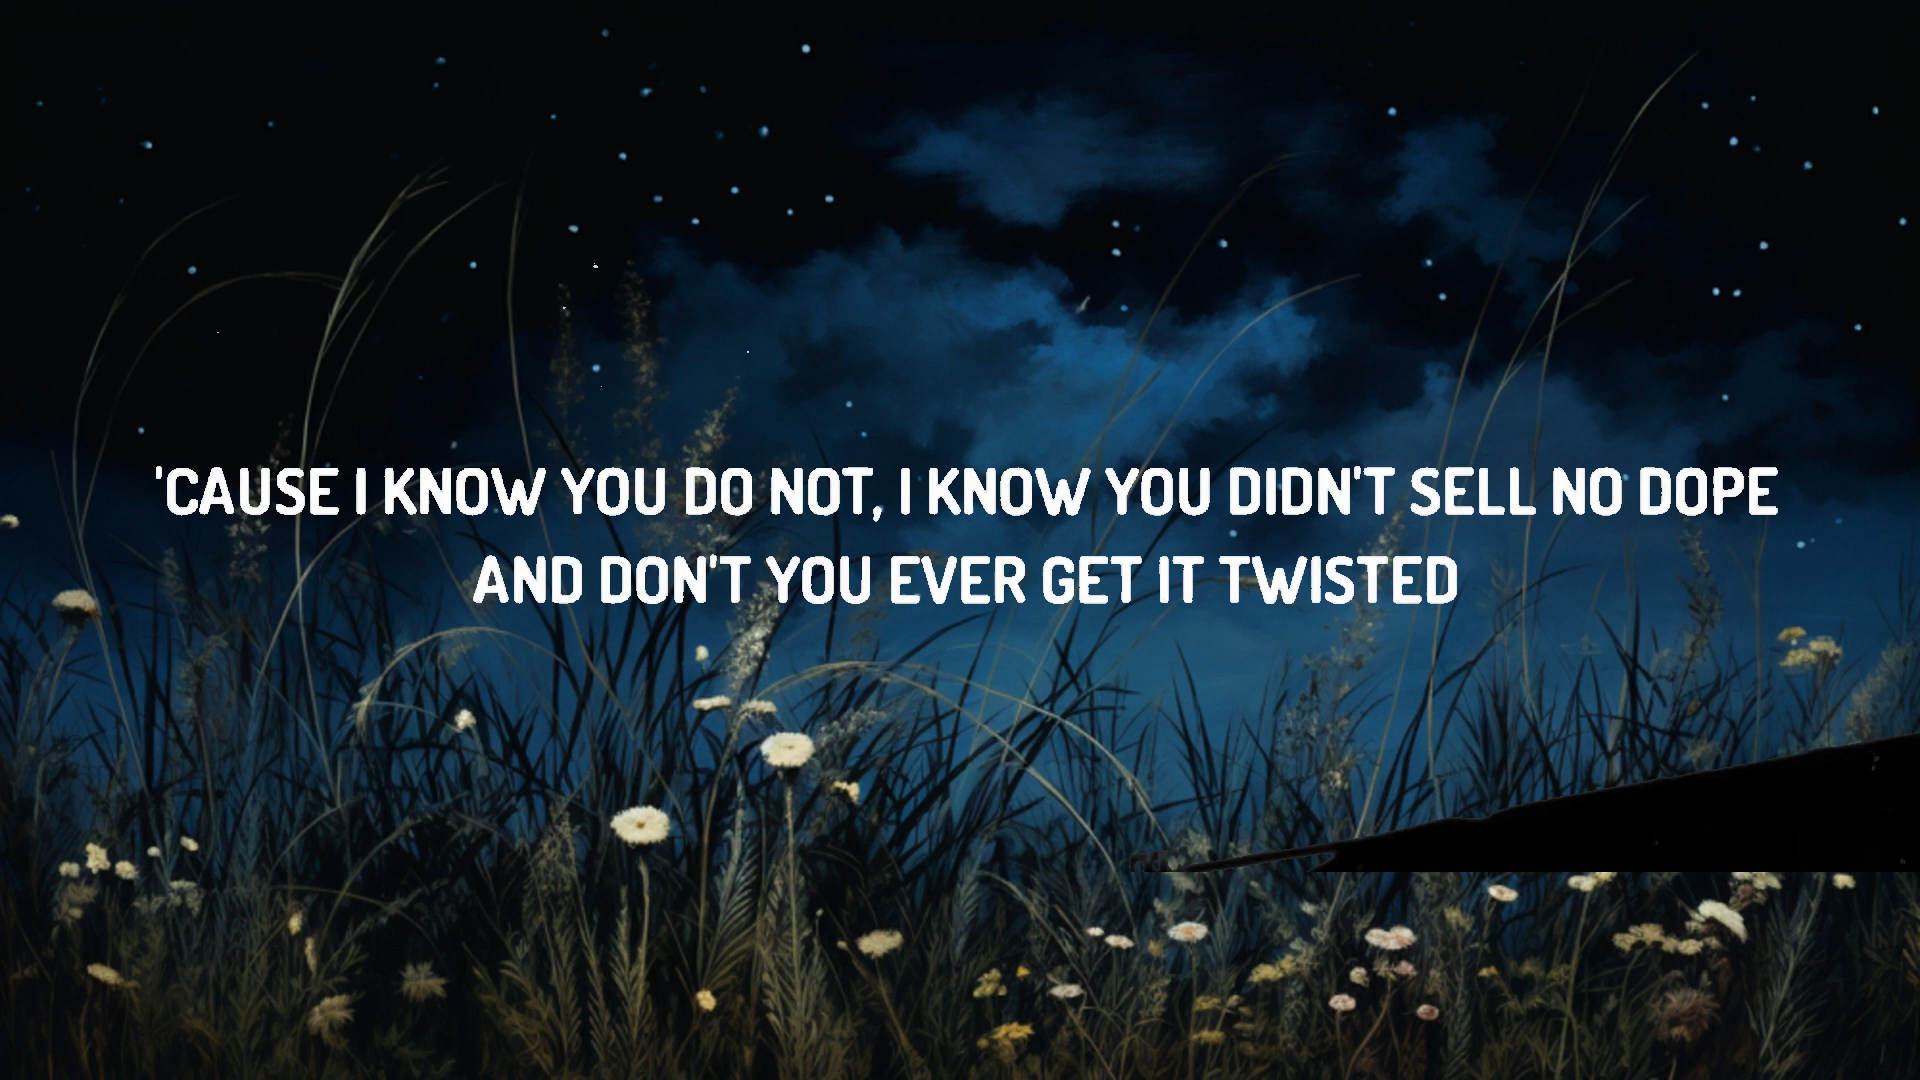 'CAUSE I KNOW YOU DO NOT, I KNOW YOU DIDN'T SELL NO DOPE
AND DON'T YOU EVER GET IT TWISTED